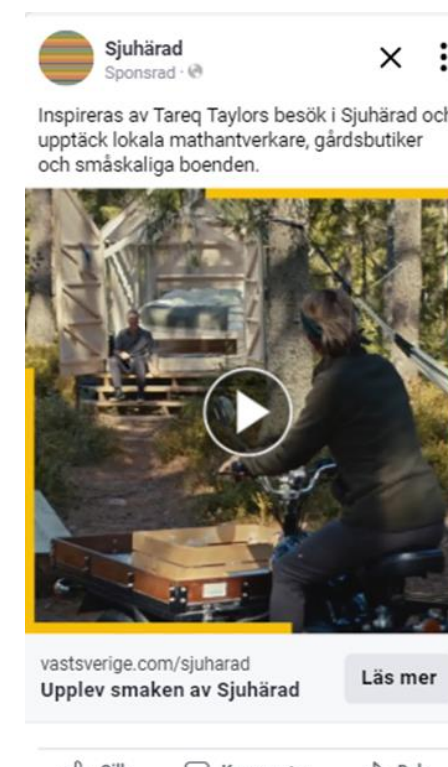 Sjuhärad
Sponsrad ·
Inspireras av Tareq Taylors besök i Sjuhärad och
upptäck lokala mathantverkare, gårdsbutiker
och småskaliga boenden.
vastsverige.com/sjuharad
Upplev smaken av Sjuhärad
Läs mer